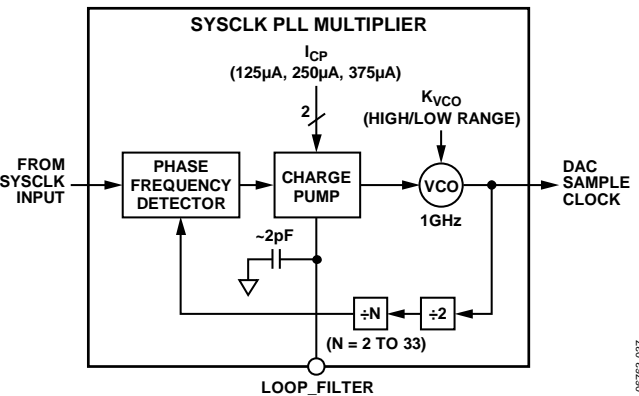 SYSCLK PLL MULTIPLIER
ICP
(125µA, 250µA, 375µA)
2
KVCO
(HIGH/LOW RANGE)
FROM
SYSCLK
INPUT
PHASE
FREQUENCY
DETECTOR
CHARGE
PUMP
VCO
1GHz
DAC
SAMPLE
CLOCK
~2pF
÷N
÷2
(N = 2 TO 33)
LOOP_FILTER